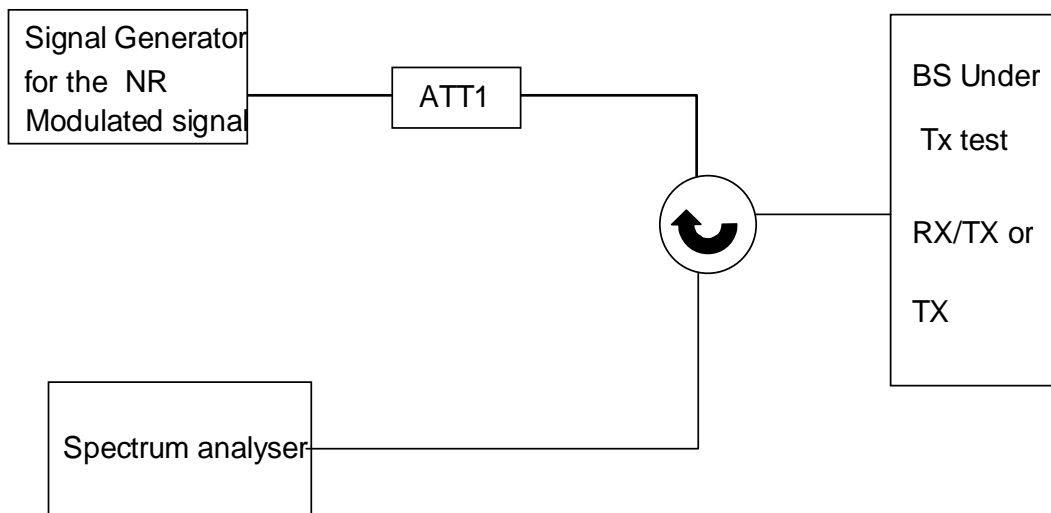 Signal Generator
for the NR
Modulated signal
ATT1
BS Under
Tx test
RX/TX or
TX
Spectrum analyser